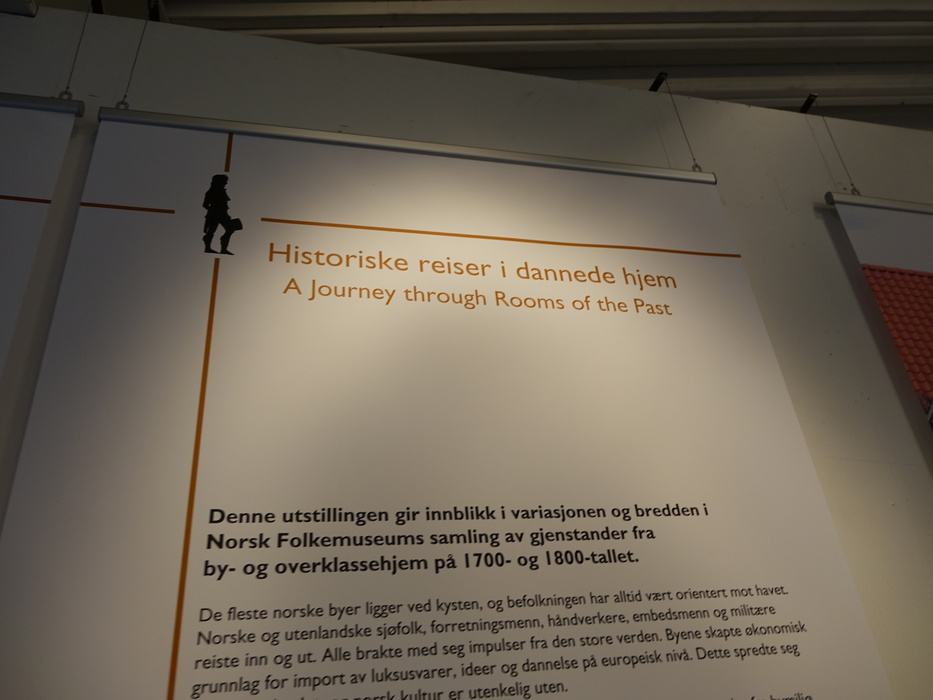 Historiske reiser i dannede hjem
A Journey through Rooms of the Past
Denne utstillingen gir innblikk i variasjonen og bredden i
Norsk Folkemuseums samling av gjenstander fra
by- og overklassehjem på 1700- og 1800-tallet.
De fleste norske byer ligger ved kysten, og befolkningen har alltid vært orientert mot havet.
Norske og utenlandske sjøfolk, forretningsmenn, håndverkere, embedsmenn og militære
reiste inn og ut. Alle brakte med seg impulser fra den store verden. Byene skapte økonomisk
grunnlag for import av luksusvarer, ideer og dannelse på europeisk nivå. Dette spredte seg
norsk kultur er utenkelig uten.